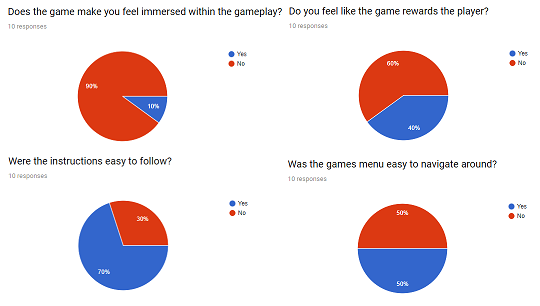 Does the game make you feel immersed within the gameplay?
10 responses
Yes
No
90%
10%
Do you feel like the game rewards the player?
10 responses
Yes
No
60%
40%
Were the instructions easy to follow?
10 responses
Yes
No
30%
70%
Was the games menu easy to navigate around?
10 responses
Yes
No
50%
50%